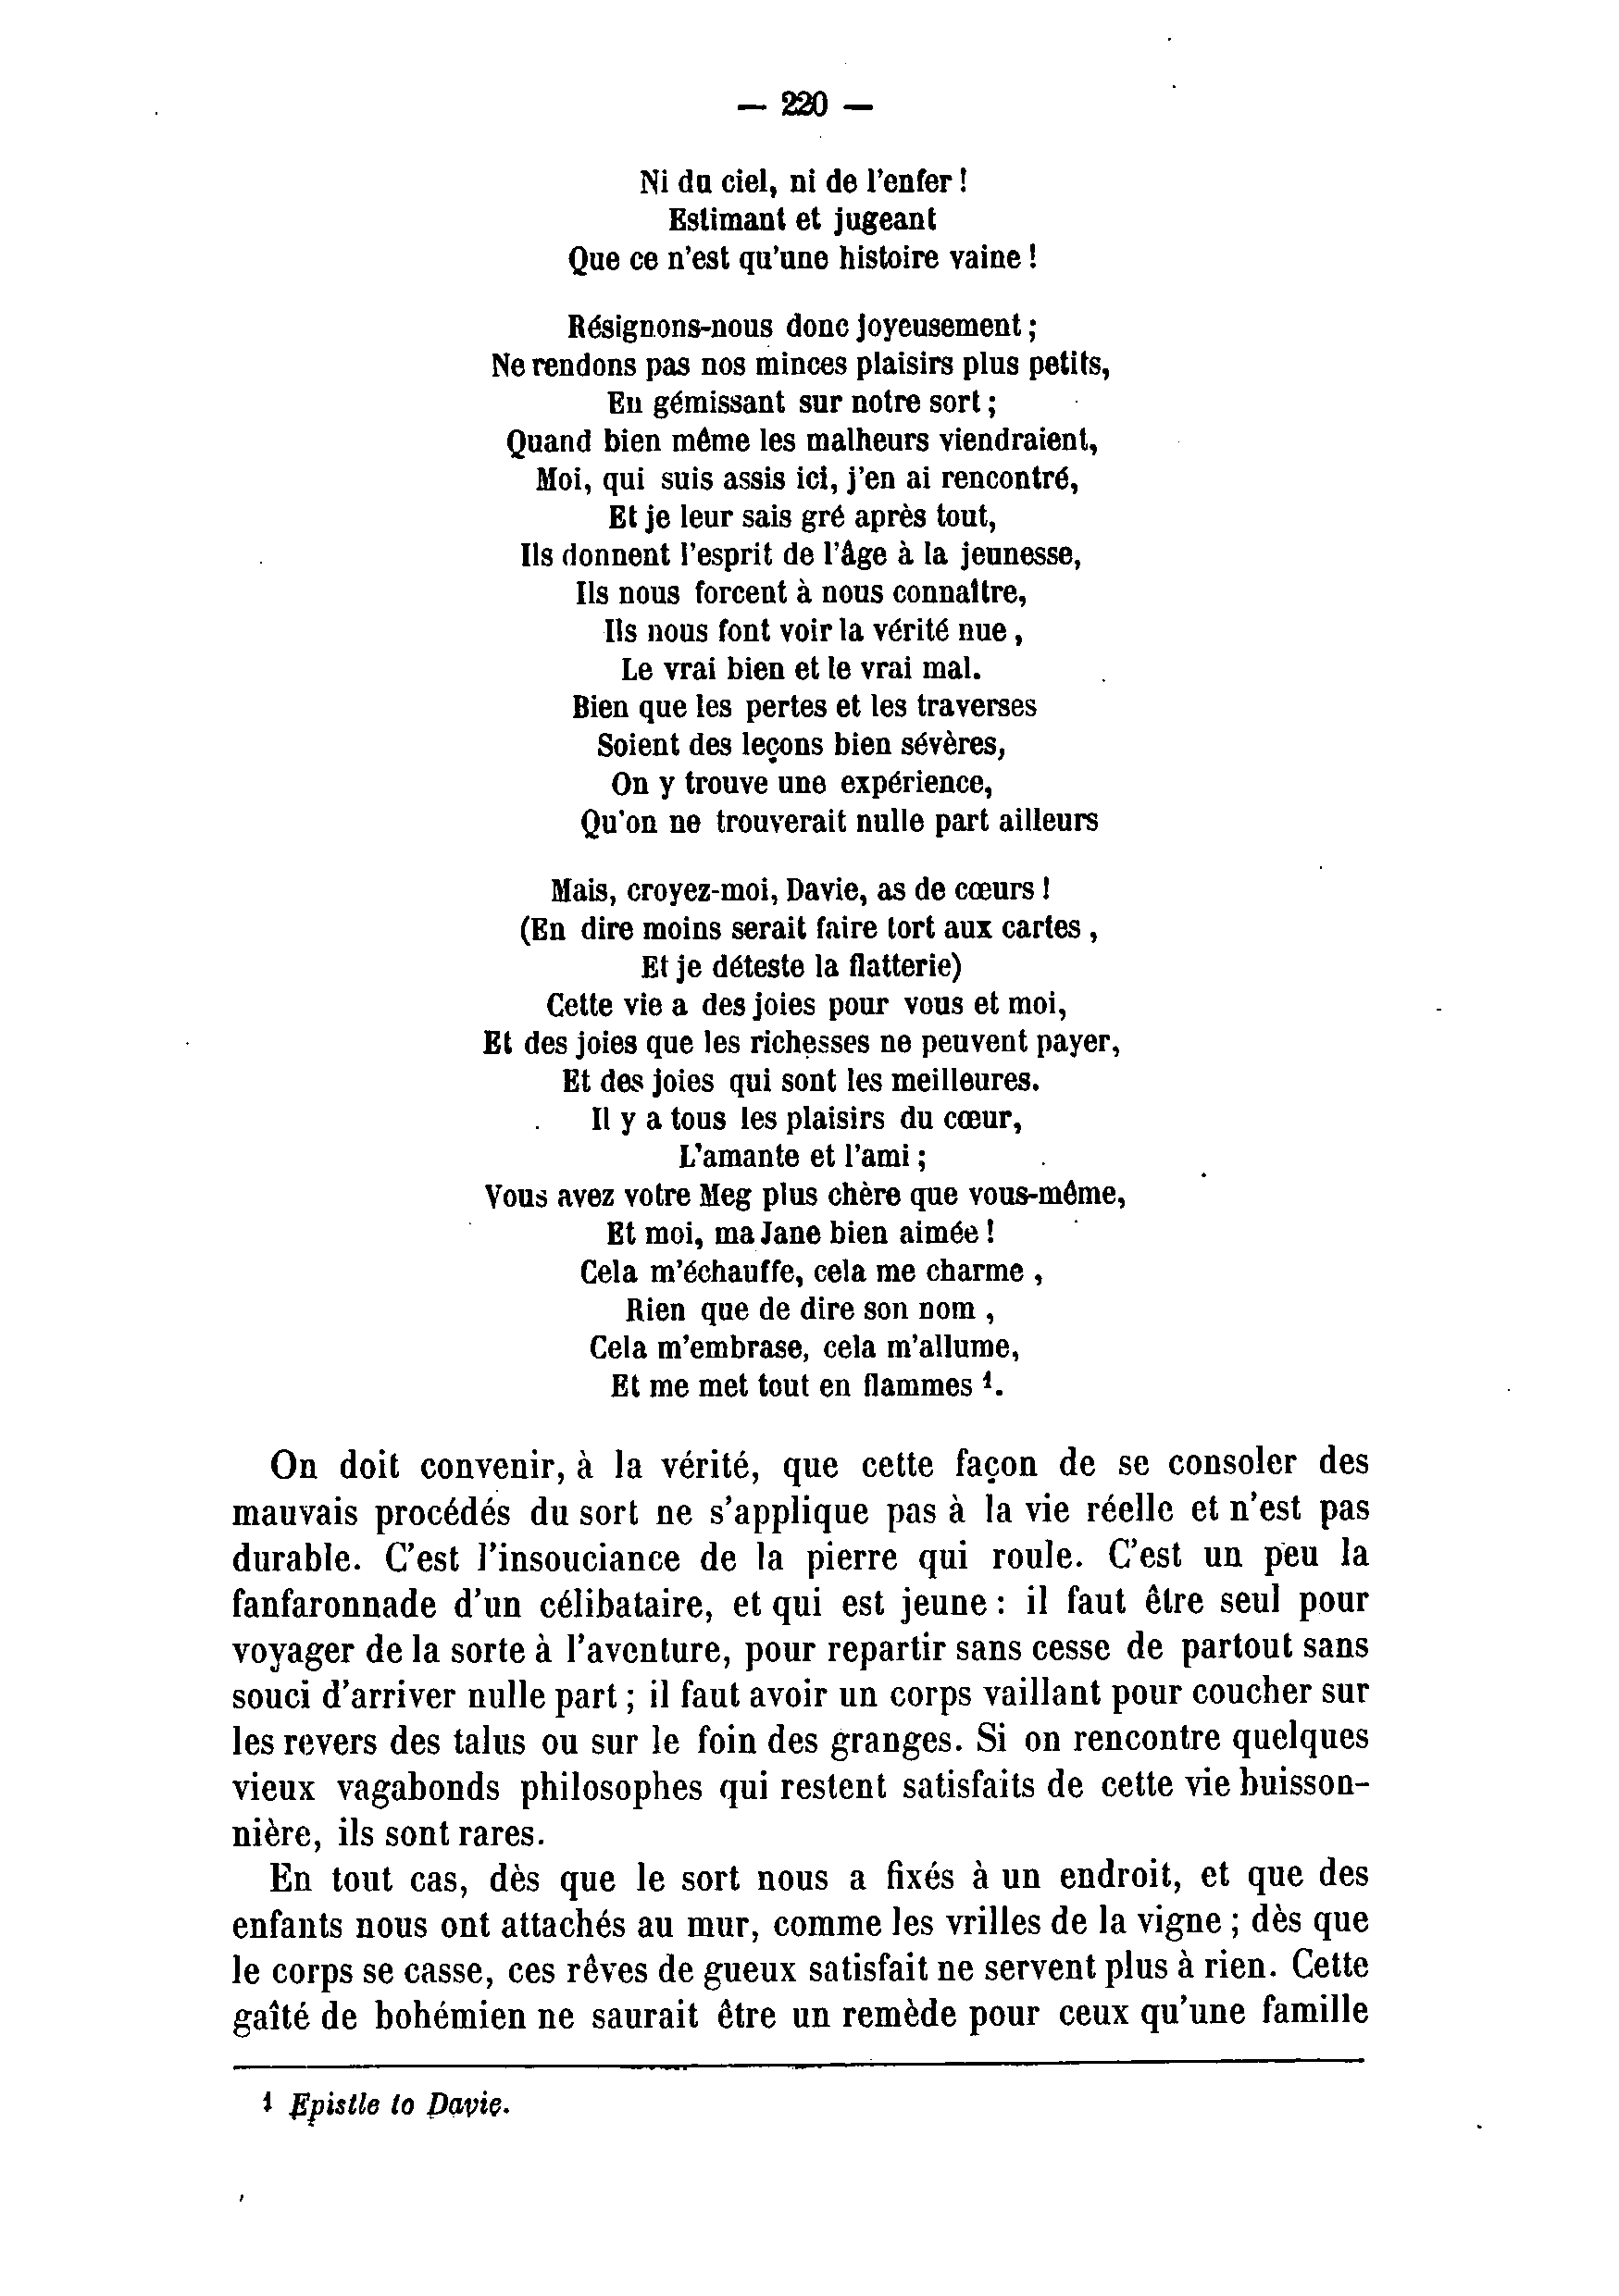 — 220 —
Ni du ciel, ni de l'enfer !
Estimant et jugeant
Que ce n'est qu'une histoire vaine !
Résignons-nous donc joyeusement ;
Ne rendons pas nos minces plaisirs plus petits,
En gémissant sur notre sort ;
Quand bien même les malheurs viendraient,
Moi, qui suis assis ici, j'en ai rencontré,
Et je leur sais gré après tout,
Ils donnent l'esprit de l'âge à la jeunesse,
Ils nous forcent à nous connaître,
Ils nous font voir la vérité nue ,
Le vrai bien et le vrai mal.
Bien que les pertes et les traverses
Soient des leçons bien sévères,
On y trouve une expérience,
Qu'on ne trouverait nulle part ailleurs
Mais, croyez-moi, Davie, as de cœurs !
(En dire moins serait faire tort aux cartes ,
Et je déteste la flatterie)
Cette vie a des joies pour vous et moi,
Et des joies que les richesses ne peuvent payer,
Et des joies qui sont les meilleures.
Il y a tous les plaisirs du cœur,
L'amante et l'ami ;
Vous avez votre Meg plus chère que vous-même,
Et moi, ma Jane bien aimée !
Cela m'échauffe, cela me charme ,
Rien que de dire son nom ,
Cela m'embrase, cela m'allume,
Et me met tout en flammes ¹.
On doit convenir, à la vérité, que cette façon de se consoler des
mauvais procédés du sort ne s'applique pas à la vie réelle et n'est pas
durable. C'est l'insouciance de la pierre qui roule. C'est un peu la
fanfaronnade d'un célibataire, et qui est jeune : il faut être seul pour
voyager de la sorte à l'aventure, pour repartir sans cesse de partout sans
souci d'arriver nulle part ; il faut avoir un corps vaillant pour coucher sur
les revers des talus ou sur le foin des granges. Si on rencontre quelques
vieux vagabonds philosophes qui restent satisfaits de cette vie buisson-
nière, ils sont rares.
En tout cas, dès que le sort nous a fixés à un endroit, et que des
enfants nous ont attachés au mur, comme les vrilles de la vigne ; dès que
le corps se casse, ces rêves de gueux satisfait ne servent plus à rien. Cette
gaîté de bohémien ne saurait être un remède pour ceux qu'une famille
¹ Epistle to Davie.